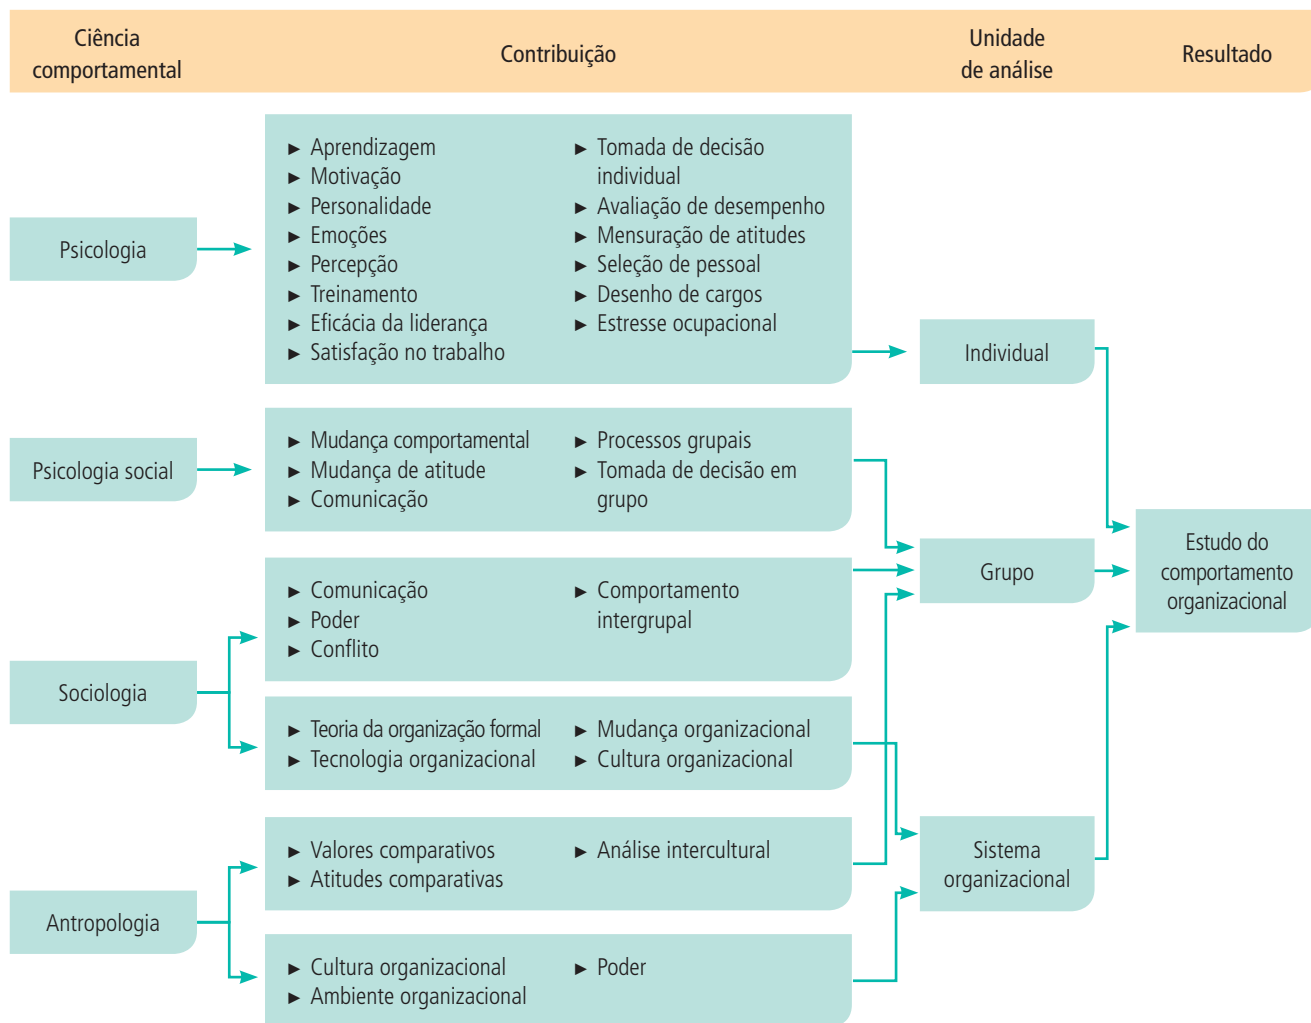 Ciência
comportamental
Contribuição
Unidade
de análise
Resultado
Psicologia
► Aprendizagem
► Motivação
► Personalidade
► Emoções
► Percepção
► Treinamento
► Eficácia da liderança
► Satisfação no trabalho
► Tomada de decisão
individual
► Avaliação de desempenho
► Mensuração de atitudes
► Seleção de pessoal
► Desenho de cargos
► Estresse ocupacional
Individual
Psicologia social
► Mudança comportamental
► Mudança de atitude
► Comunicação
► Processos grupais
► Tomada de decisão em
grupo
Grupo
Estudo do
comportamento
organizacional
Sociologia
► Comunicação
► Poder
► Conflito
► Comportamento
intergrupal
► Teoria da organização formal
► Tecnologia organizacional
► Mudança organizacional
► Cultura organizacional
Sistema
organizacional
Antropologia
► Valores comparativos
► Atitudes comparativas
► Análise intercultural
► Cultura organizacional
► Ambiente organizacional
► Poder